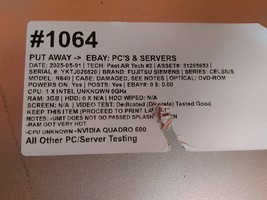 #1064
PUT AWAY -> EBAY: PC'S & SERVERS
DATE: 2025-05-01 | TECH: Past AR Tech #2 | ASSET#: 31205653 |
SERIAL #: YKTJ026820 | BRAND: FUJITSU SIEMENS | SERIES: CELSIUS
MODEL: R640 | COSMETIC: SEE NOTES | OPTICAL: DVD-ROM
POWERS ON: Yes | POSTS: Yes | EBAY6: 0 $: 0.00
CPU: 1 X INTEL UNKNOWN 0GHz
RAM: 3GB | HDD: 0 X N/A | HDD WIPED: N/A
SCREEN: N/A | VIDEO TEST: Dedicated (Discrete) Tested Good
KEEP THIS ITEM (PROCEED TO PRINT LABEL)
NOTES: -UNIT DOES NOT GO PASSED SPLASH
-RAM GOT VERY HOT
-CPU UNKNOWN -NVIDIA QUADRO 600
All Other PC/Server Testing